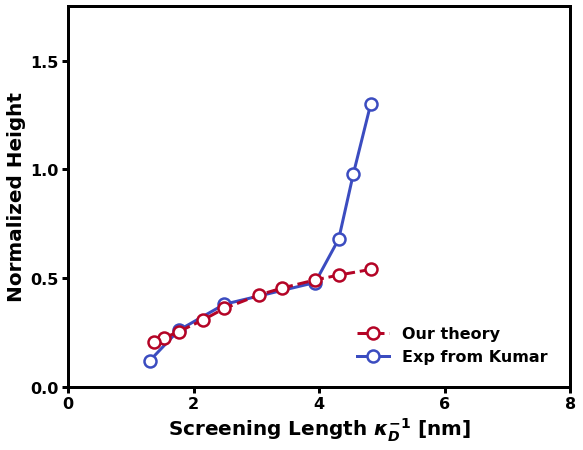 Normalized Height
1.5
1.0
0.5
0.0
0 2 4 6 8
Our theory
Exp from Kumar
Screening Length κ_D^{-1} [nm]